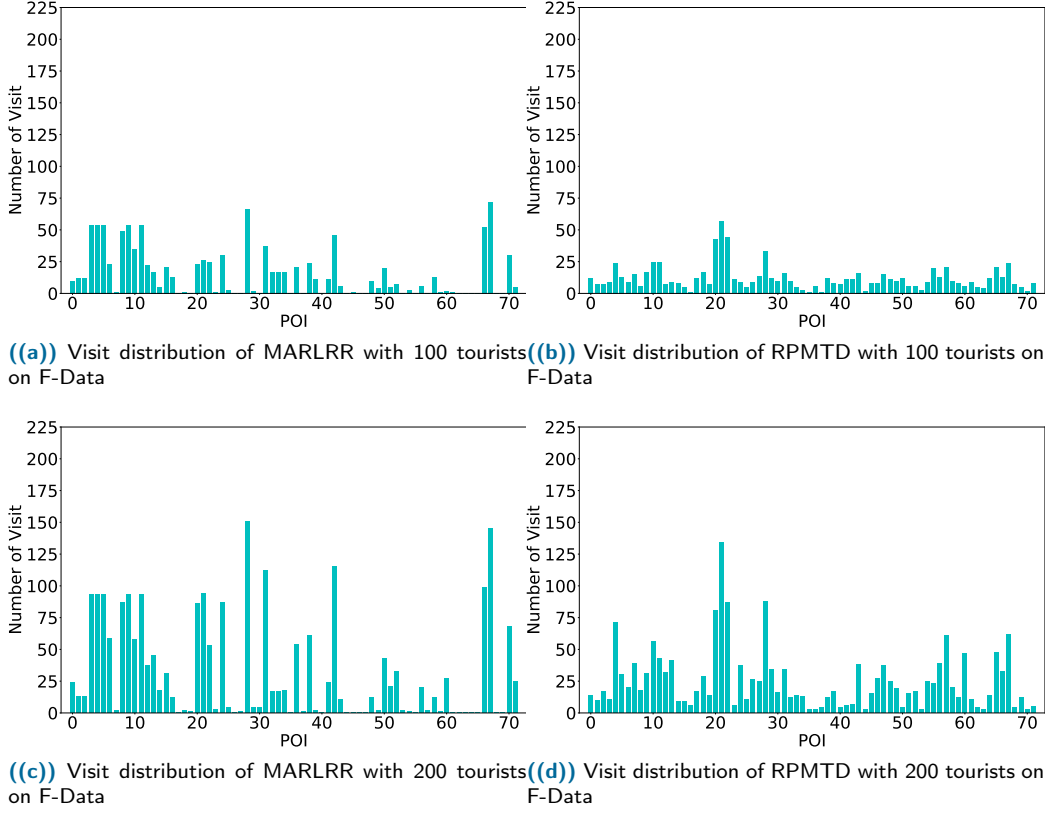 225
200
175
150
125
100
75
50
25
0
Number of Visit
0 10 20 30 40 50 60 70
POI
((a)) Visit distribution of MARLRR with 100 tourists
on F-Data
225
200
175
150
125
100
75
50
25
0
Number of Visit
0 10 20 30 40 50 60 70
POI
((b)) Visit distribution of RPMTD with 100 tourists on
F-Data
225
200
175
150
125
100
75
50
25
0
Number of Visit
0 10 20 30 40 50 60 70
POI
((c)) Visit distribution of MARLRR with 200 tourists
on F-Data
225
200
175
150
125
100
75
50
25
0
Number of Visit
0 10 20 30 40 50 60 70
POI
((d)) Visit distribution of RPMTD with 200 tourists on
F-Data